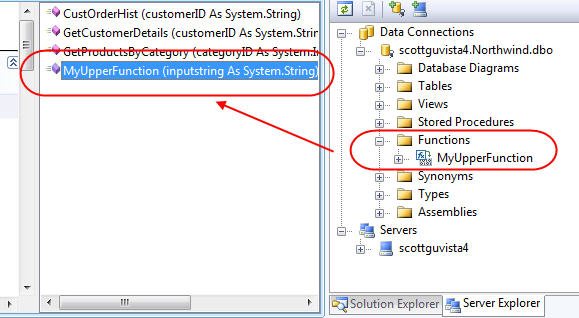 CustOrderHist (customerID As System.String)
GetCustomerDetails (customerID As System.String)
GetProductsByCategory (categoryID As System.I
MyUpperFunction (inputstring As System.String)
Data Connections
scottguvista4.Northwind.dbo
Database Diagrams
Tables
Views
Stored Procedures
Functions
MyUpperFunction
Synonyms
Types
Assemblies
Servers
scottguvista4
Solution Explorer
Server Explorer